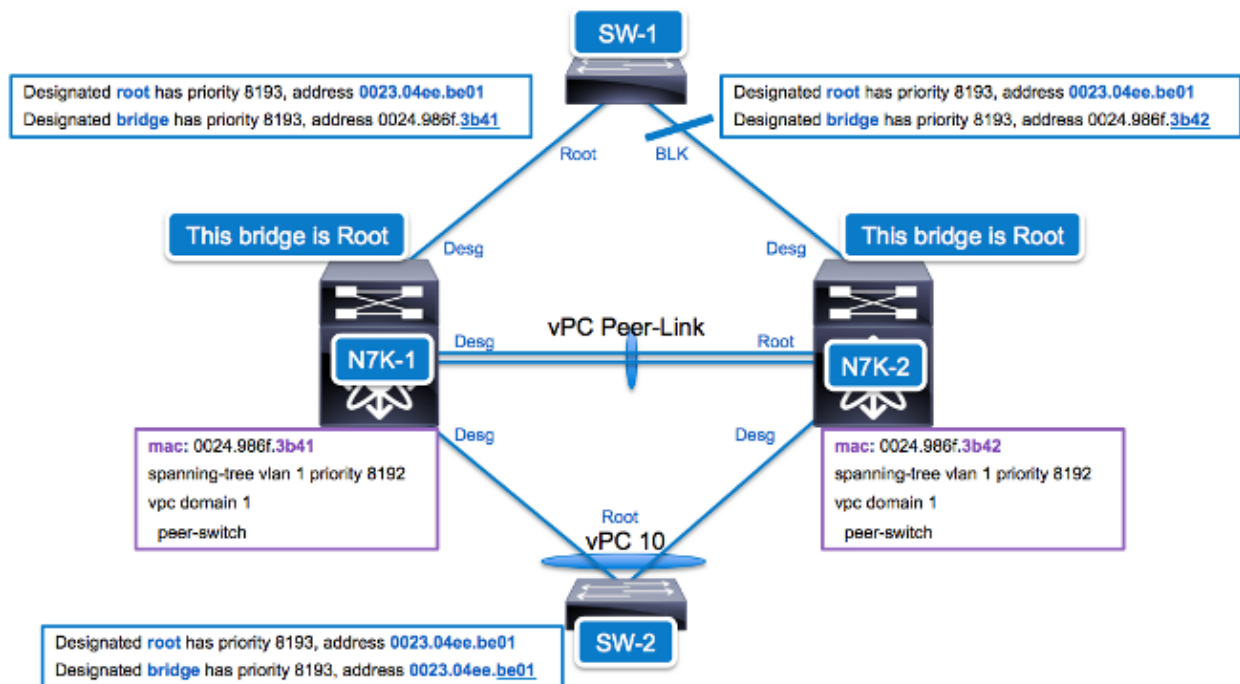 SW-1
Designated root has priority 8193, address 0023.04ee.be01
Designated bridge has priority 8193, address 0024.986f.3b41
Designated root has priority 8193, address 0023.04ee.be01
Designated bridge has priority 8193, address 0024.986f.3b42
Root
BLK
This bridge is Root
This bridge is Root
Desg
Desg
vPC Peer-Link
Desg
Root
N7K-1
N7K-2
Desg
Desg
mac: 0024.986f.3b41
spanning-tree vlan 1 priority 8192
vpc domain 1
peer-switch
mac: 0024.986f.3b42
spanning-tree vlan 1 priority 8192
vpc domain 1
peer-switch
Root
vPC 10
SW-2
Designated root has priority 8193, address 0023.04ee.be01
Designated bridge has priority 8193, address 0023.04ee.be01